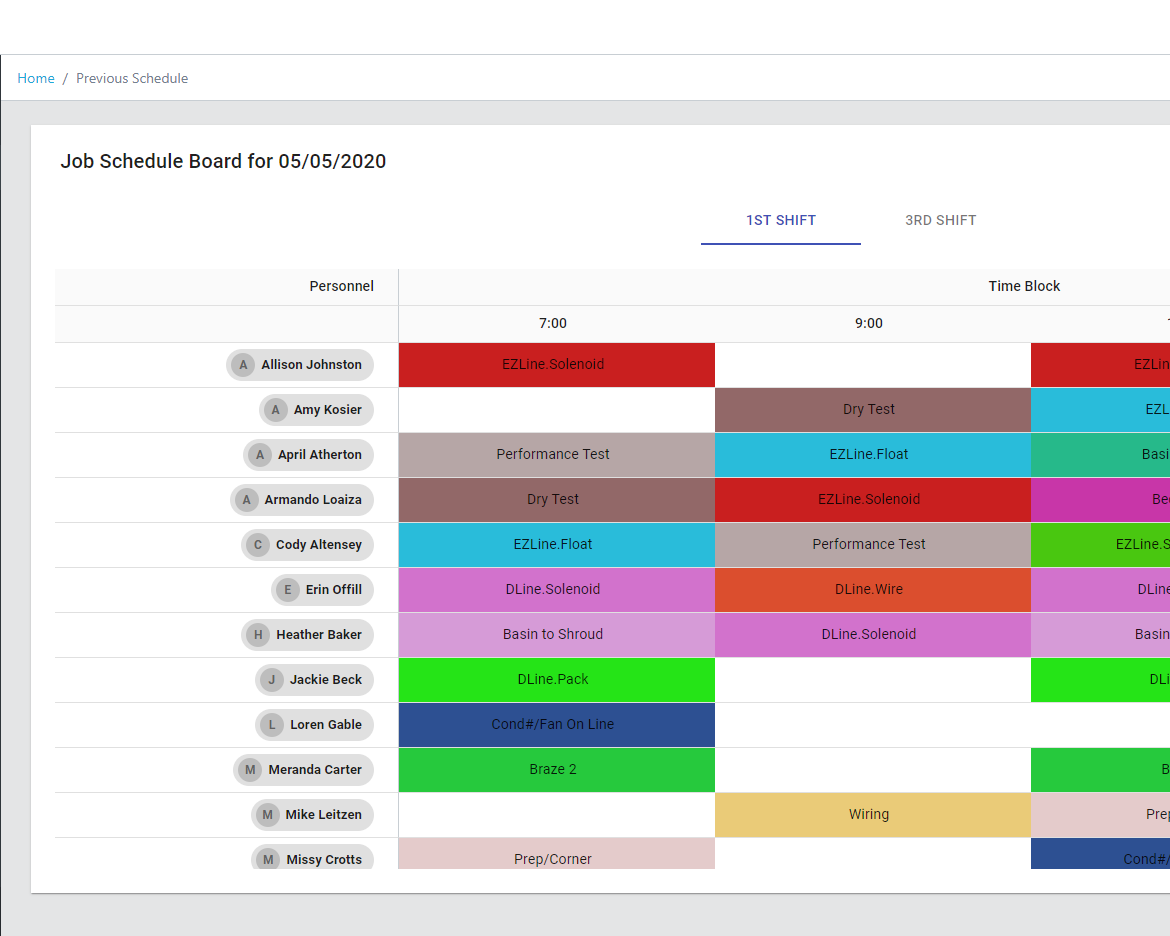 Home / Previous Schedule
Job Schedule Board for 05/05/2020
1ST SHIFT 3RD SHIFT
Personnel Time Block
7:00 9:00
A Allison Johnston EZLine.Solenoid EZLin
A Amy Kosier Dry Test EZL
A April Atherton Performance Test EZLine.Float Basi
A Armando Loaiza Dry Test EZLine.Solenoid Be
C Cody Altensey EZLine.Float Performance Test EZLine.S
E Erin Offill DLine.Solenoid DLine.Wire DLine
H Heather Baker Basin to Shroud DLine.Solenoid Basin
J Jackie Beck DLine.Pack DLi
L Loren Gable Cond#/Fan On Line
M Meranda Carter Braze 2 B
M Mike Leitzen Wiring Prep
M Missy Crotts Prep/Corner Cond#/